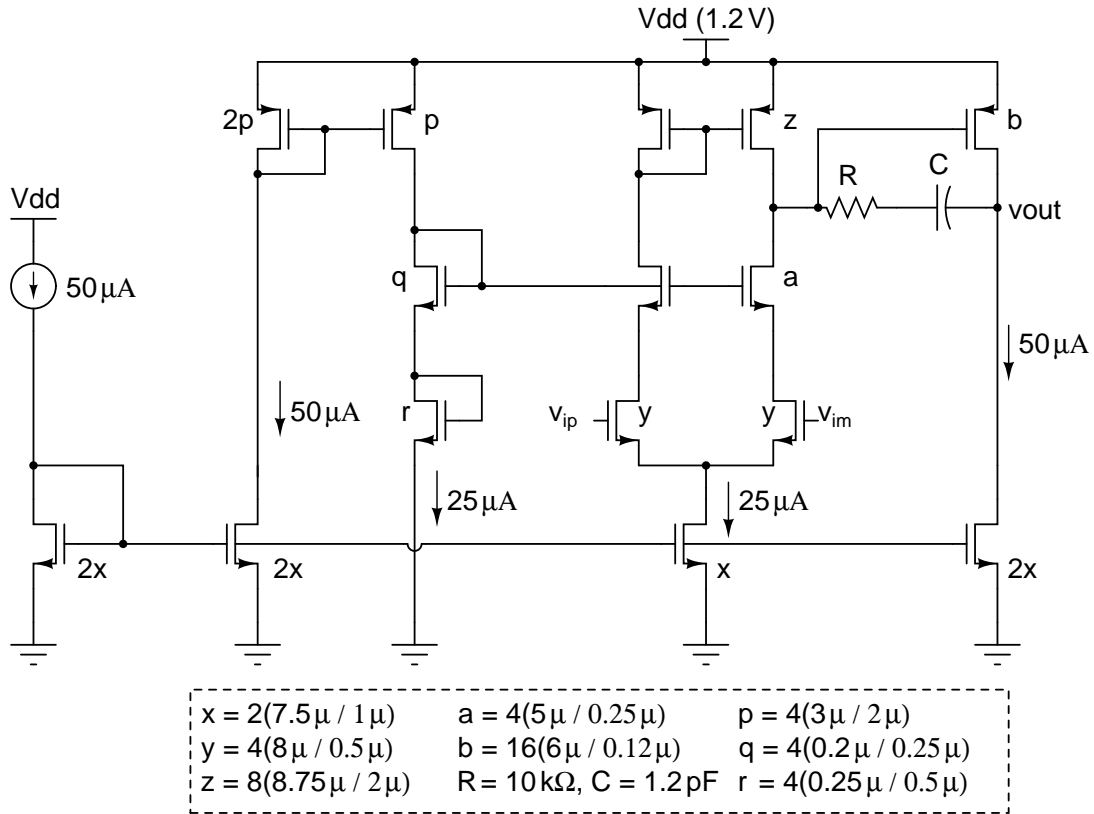 Vdd (1.2 V)
2p
p
z
b
R
C
vout
Vdd
50 μA
q
a
50 μA
r
50 μA
vip
y
y
vim
25 μA
25 μA
2x
2x
x
2x
x = 2(7.5μ / 1μ)
a = 4(5μ / 0.25μ)
p = 4(3μ / 2μ)
y = 4(8μ / 0.5μ)
b = 16(6μ / 0.12μ)
q = 4(0.2μ / 0.25μ)
z = 8(8.75μ / 2μ)
R = 10 kΩ, C = 1.2 pF
r = 4(0.25μ / 0.5μ)